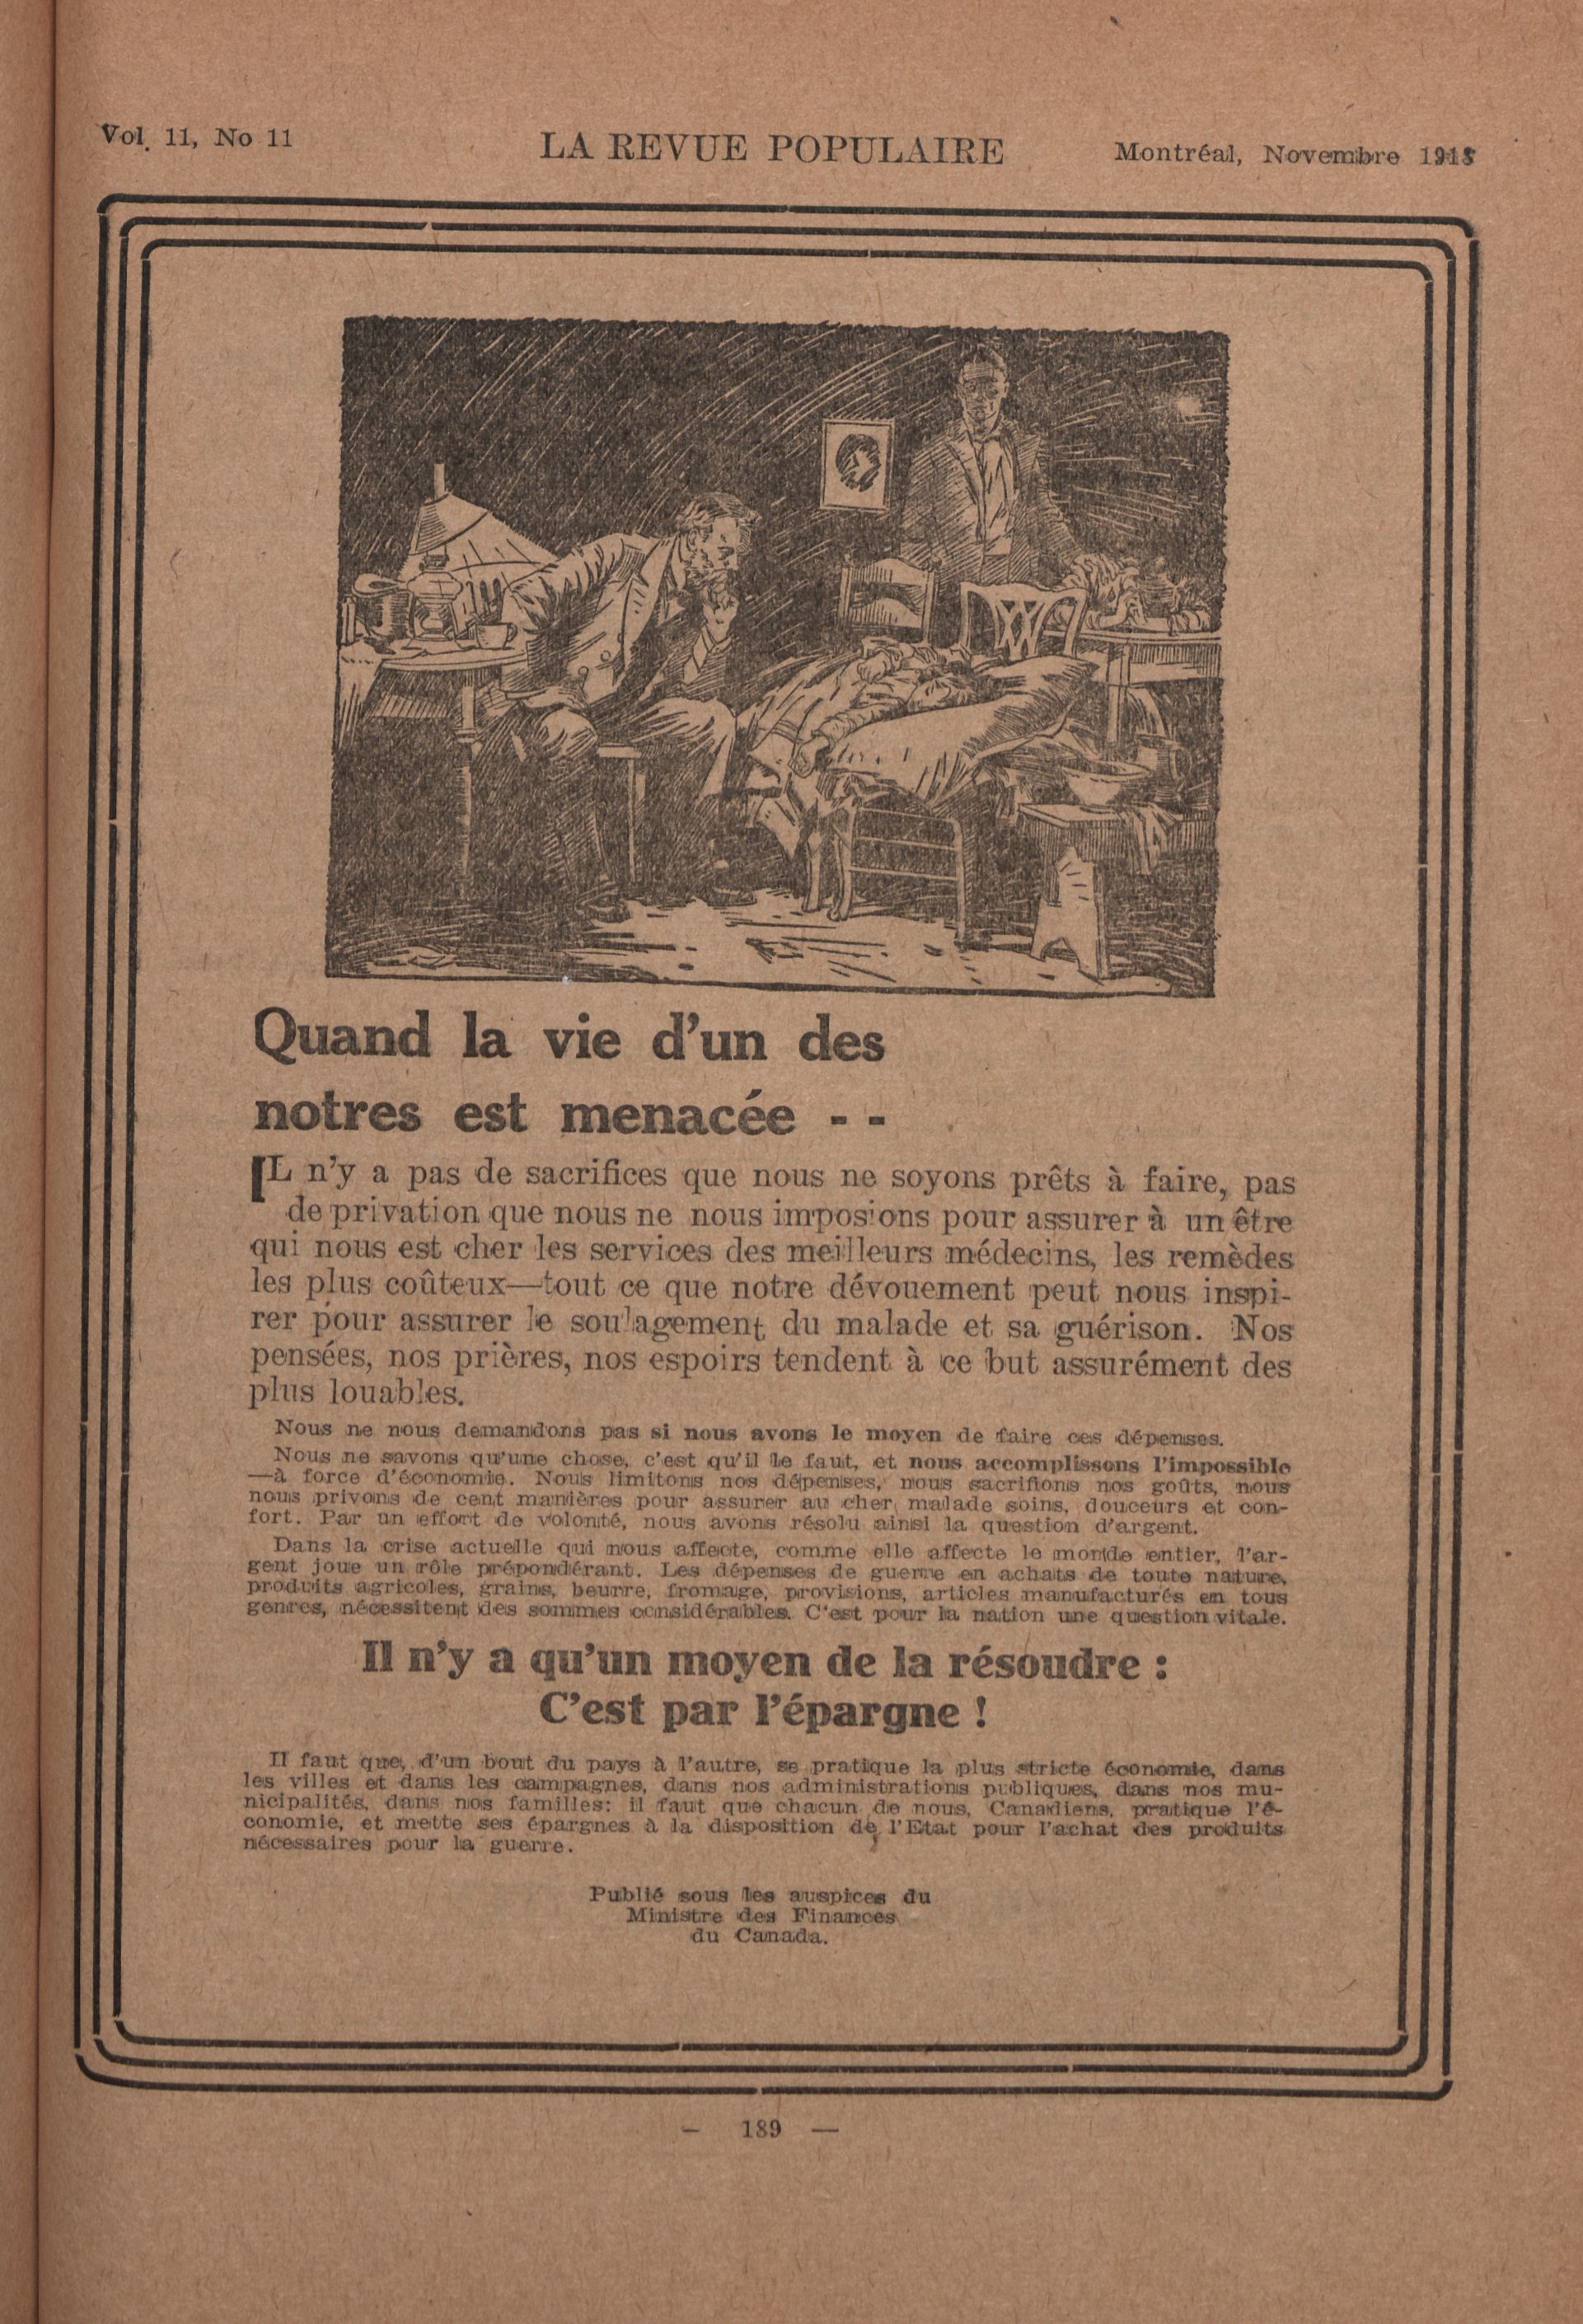 Vol. 11, No 11
LA REVUE POPULAIRE
Montréal, Novembre 1918
Quand la vie d'un des
notres est menacée - -
IL n'y a pas de sacrifices que nous ne soyons prêts à faire, pas
de privation que nous ne nous imposions pour assurer à un être
qui nous est cher les services des meilleurs médecins, les remèdes
les plus coûteux—tout ce que notre dévouement peut nous inspi-
rer pour assurer le soulagement du malade et sa guérison. Nos
pensées, nos prières, nos espoirs tendent à ce but assurément des
plus louables.
Nous ne nous demandons pas si nous avons le moyen de faire ces dépenses.
Nous ne savons qu'une chose, c'est qu'il le faut, et nous accomplissons l'impossible
—à force d'économie. Nous limitons nos dépenses, nous sacrifions nos goûts, nous
nous privons de cent manières pour assurer au cher malade soins, douceurs et con-
fort. Par un effort de volonté, nous avons résolu ainsi la question d'argent.
Dans la crise actuelle qui nous affecte, comme elle affecte le monde entier, l'ar-
gent joue un rôle prépondérant. Les dépenses de guerre en achats de toute nature,
produits agricoles, grains, beurre, fromage, provisions, articles manufacturés en tous
genres, nécessitent des sommes considérables. C'est pour la nation une question vitale.
Il n'y a qu'un moyen de la résoudre :
C'est par l'épargne !
Il faut que, d'un bout du pays à l'autre, se pratique la plus stricte économie, dans
les villes et dans les campagnes, dans nos administrations publiques, dans nos mu-
nicipalités, dans nos familles: il faut que chacun de nous, Canadiens, pratique l'é-
conomie, et mette ses épargnes à la disposition de l'Etat pour l'achat des produits
nécessaires pour la guerre.
Publié sous les auspices du
Ministre des Finances
du Canada.
— 189 —